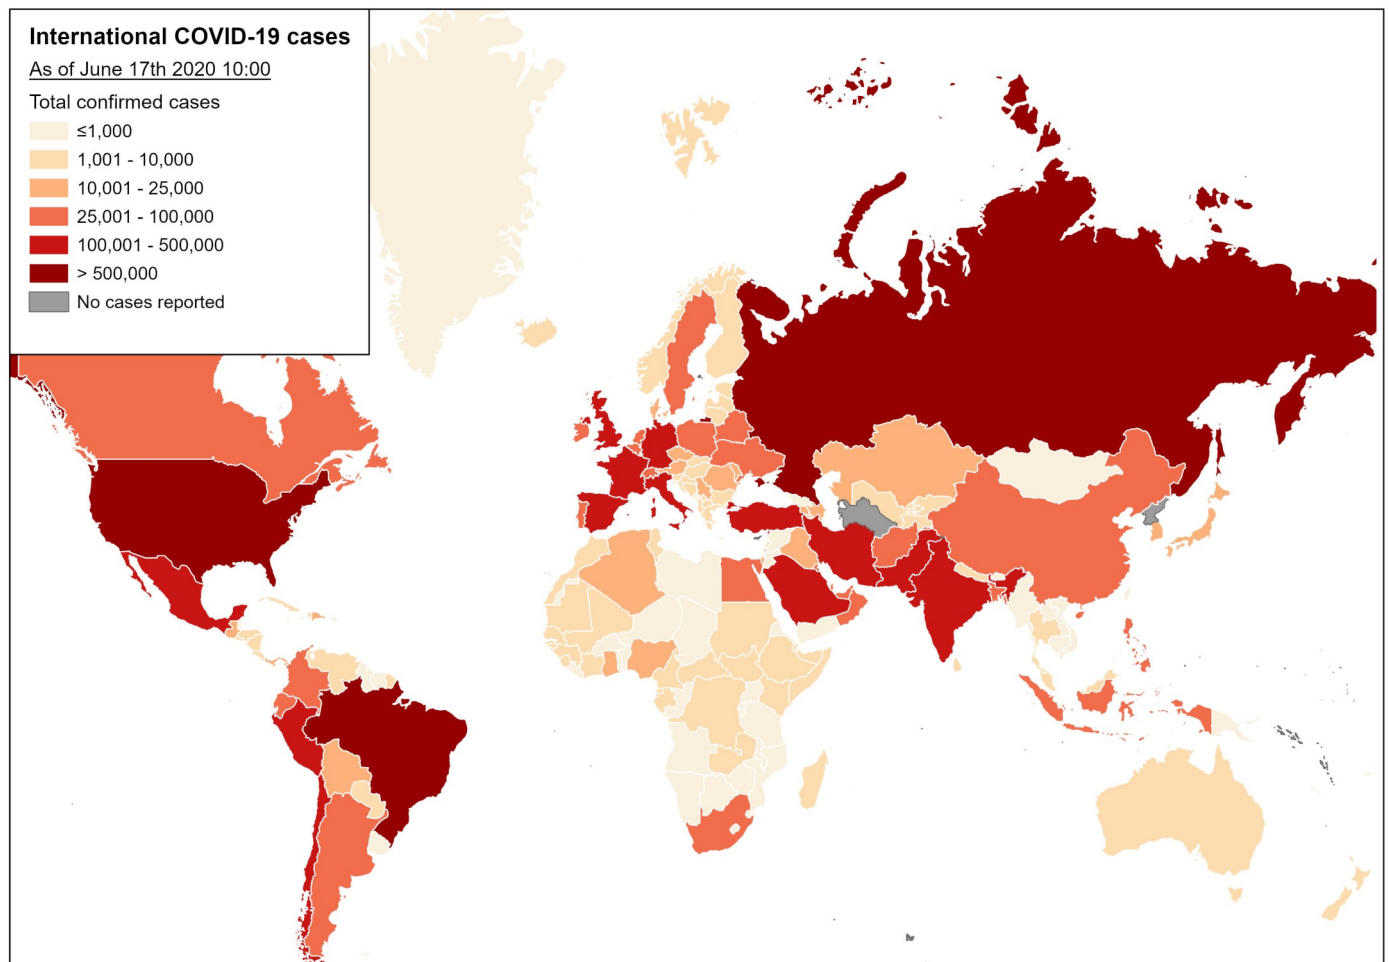 International COVID-19 cases
As of June 17th 2020 10:00
Total confirmed cases
≤1,000
1,001 - 10,000
10,001 - 25,000
25,001 - 100,000
100,001 - 500,000
> 500,000
No cases reported